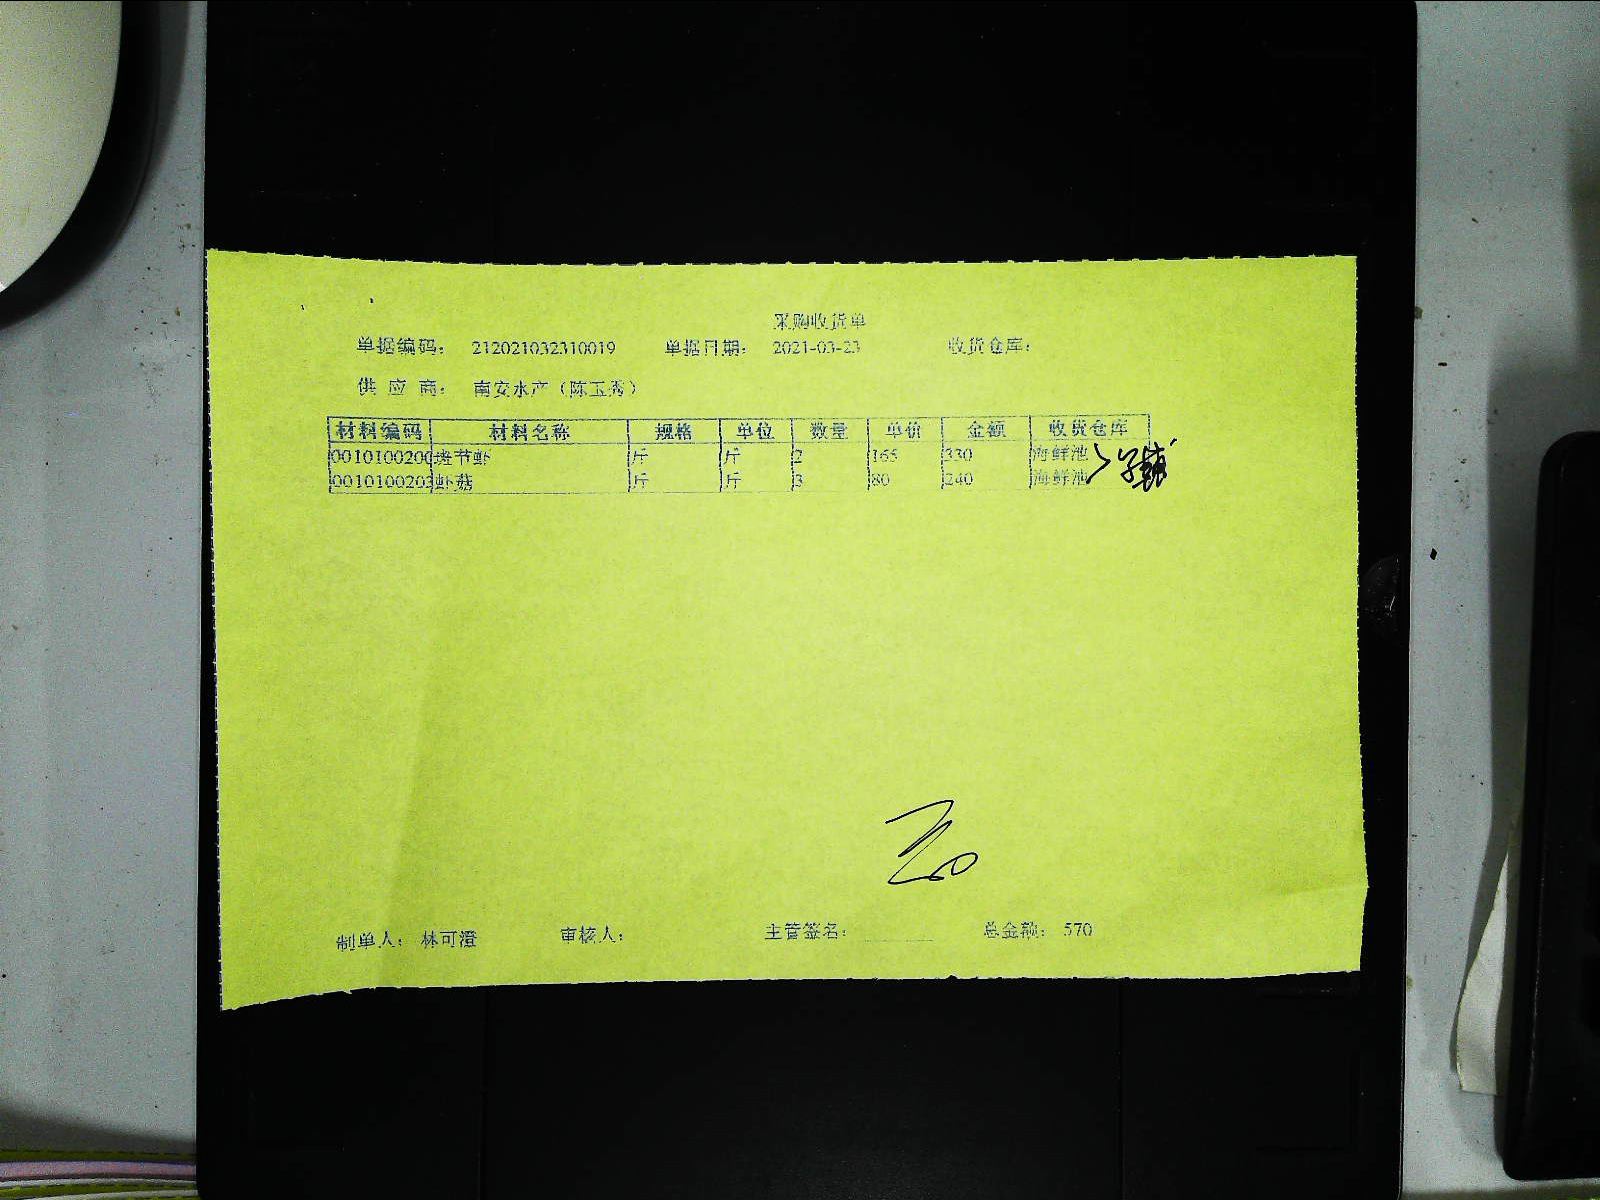 采购收货单
单据编码： 212021032310019 单据日期： 2021-03-23 收货仓库：
供 应 商： 南安水产（陈玉秀）
材料编码 材料名称 规格 单位 数量 单价 金额 收货仓库
0010100200 斑节虾 斤 斤 2 165 330 海鲜池
0010100203 虾菇 斤 斤 3 80 240 海鲜池
制单人： 林可澄 审核人： 主管签名： 总金额： 570